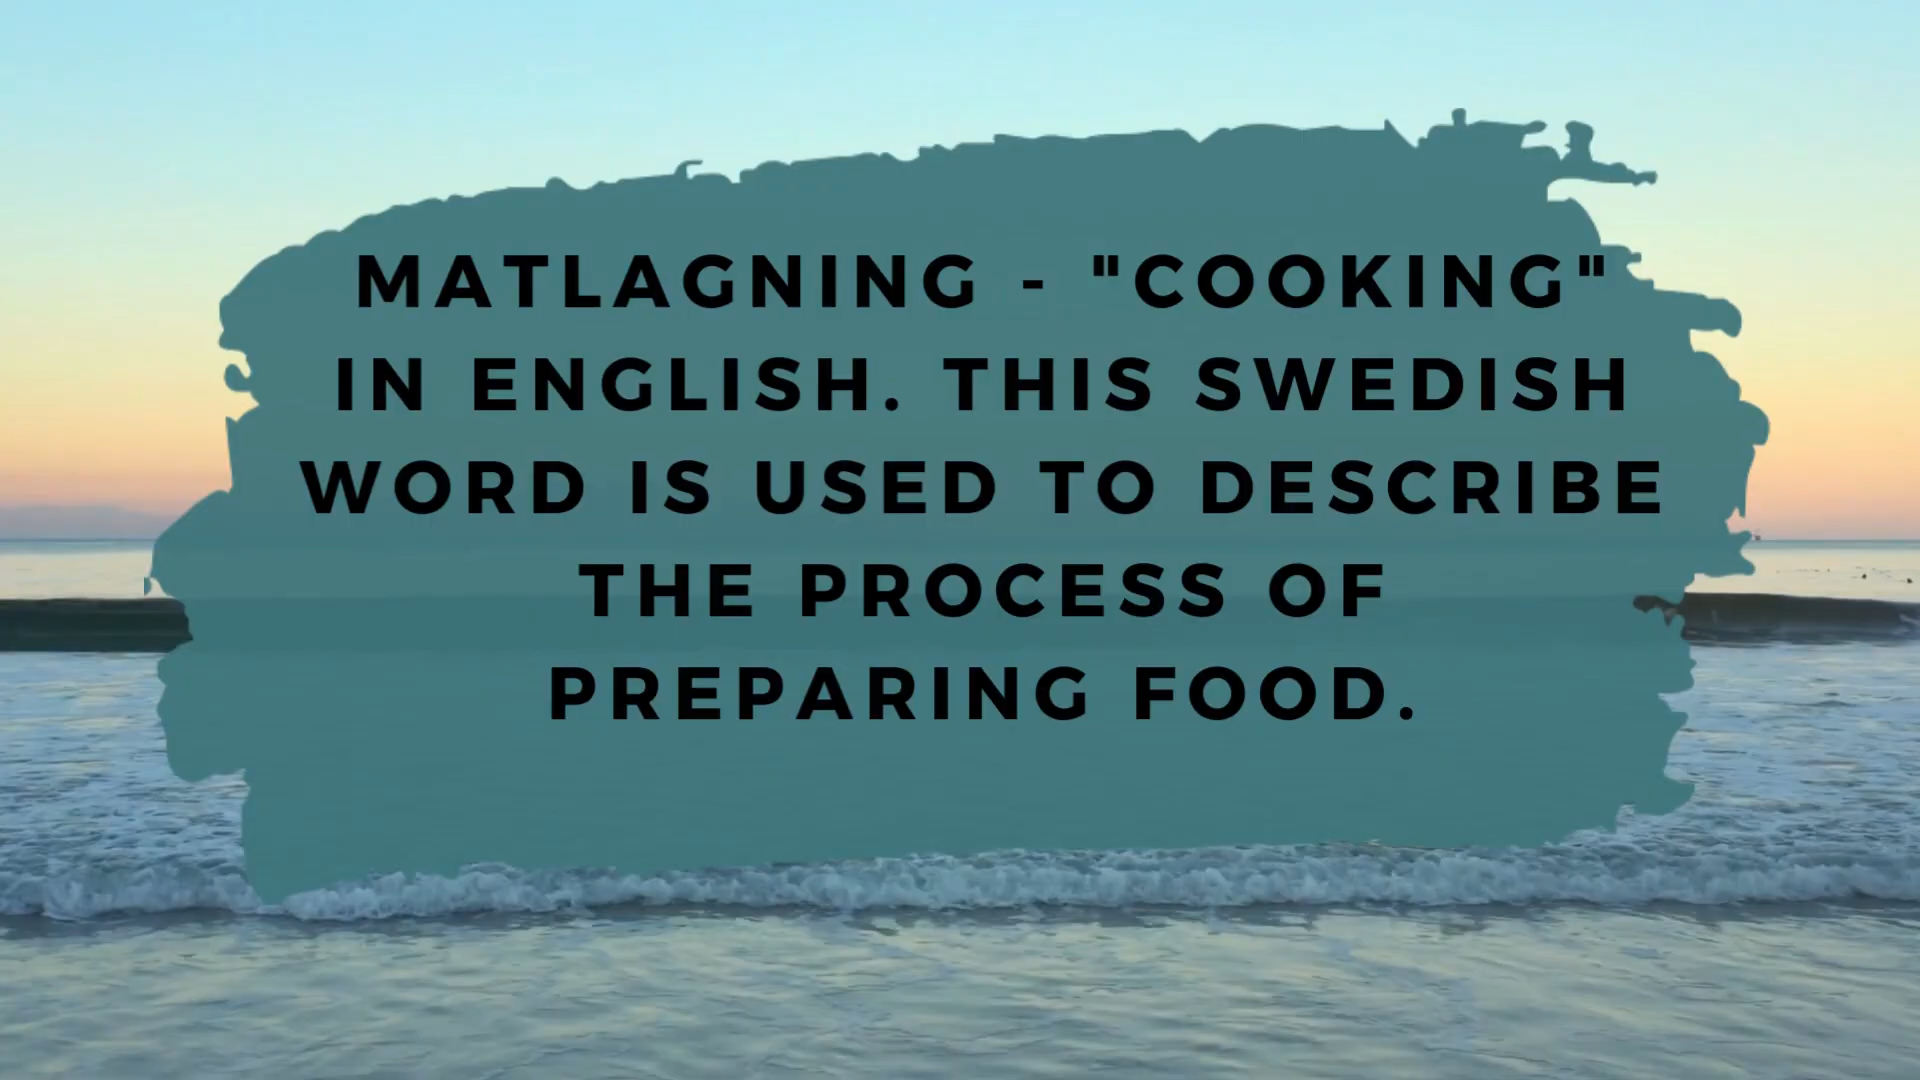 MATLAGNING - "COOKING"
IN ENGLISH. THIS SWEDISH
WORD IS USED TO DESCRIBE
THE PROCESS OF
PREPARING FOOD.